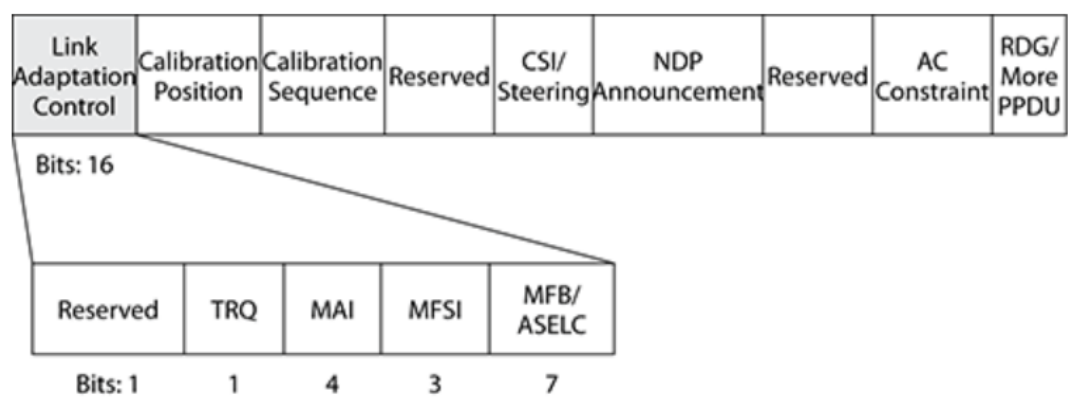 Link
Adaptation
Control
Calibration
Position
Calibration
Sequence
Reserved
CSI/
Steering
NDP
Announcement
Reserved
AC
Constraint
RDG/
More
PPDU
Bits: 16
Reserved
TRQ
MAI
MFSI
MFB/
ASELC
Bits: 1
1
4
3
7